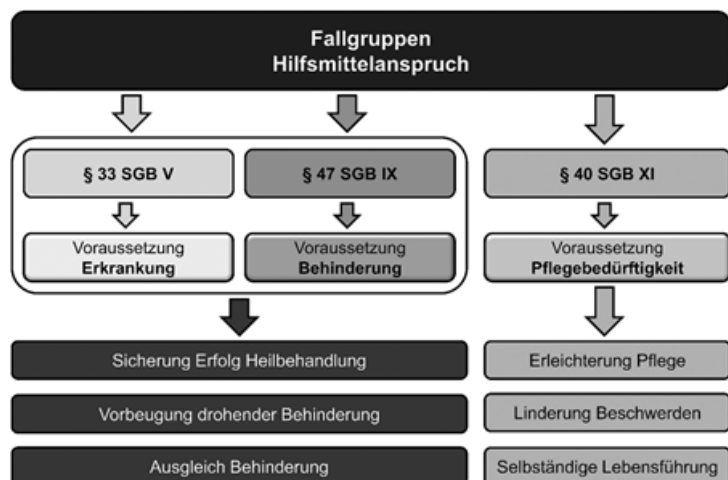 Fallgruppen
Hilfsmittelanspruch
§ 33 SGB V
§ 47 SGB IX
§ 40 SGB XI
Voraussetzung
Erkrankung
Voraussetzung
Behinderung
Voraussetzung
Pflegebedürftigkeit
Sicherung Erfolg Heilbehandlung
Erleichterung Pflege
Vorbeugung drohender Behinderung
Linderung Beschwerden
Ausgleich Behinderung
Selbständige Lebensführung